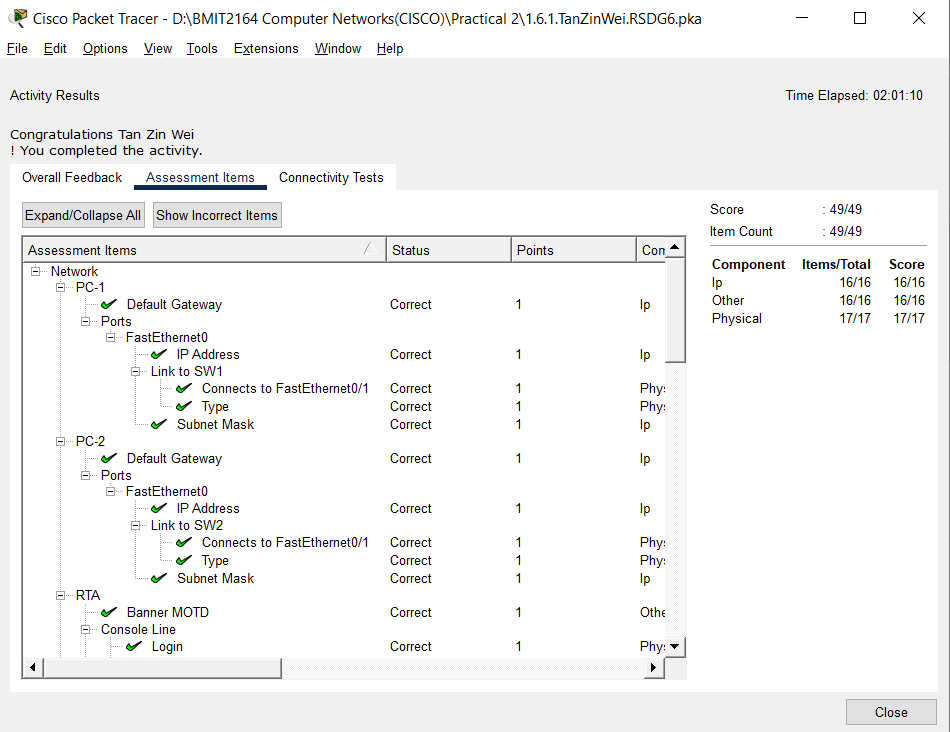 Cisco Packet Tracer - D:\BMIT2164 Computer Networks(CISCO)\Practical 2\1.6.1.TanZinWei.RSDG6.pka
File Edit Options View Tools Extensions Window Help
Activity Results Time Elapsed: 02:01:10
Congratulations Tan Zin Wei
! You completed the activity.
Overall Feedback Assessment Items Connectivity Tests
Expand/Collapse All Show Incorrect Items
Assessment Items Status Points Con
Network
PC-1
Default Gateway Correct 1 Ip
Ports
FastEthernet0
IP Address Correct 1 Ip
Link to SW1
Connects to FastEthernet0/1 Correct 1 Phys
Type Correct 1 Phys
Subnet Mask Correct 1 Ip
PC-2
Default Gateway Correct 1 Ip
Ports
FastEthernet0
IP Address Correct 1 Ip
Link to SW2
Connects to FastEthernet0/1 Correct 1 Phys
Type Correct 1 Phys
Subnet Mask Correct 1 Ip
RTA
Banner MOTD Correct 1 Othe
Console Line
Login Correct 1 Phys
Score : 49/49
Item Count : 49/49
Component Items/Total Score
Ip 16/16 16/16
Other 16/16 16/16
Physical 17/17 17/17
Close